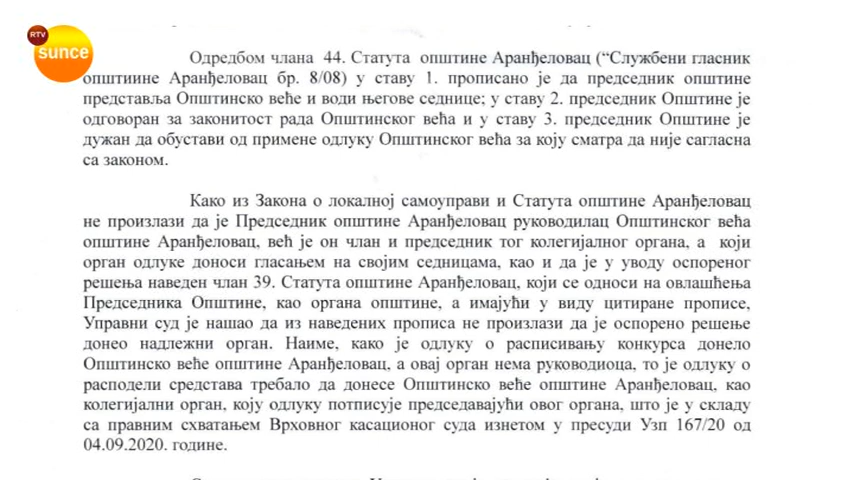 RTV
sunce
Одредбом члана 44. Статута општине Аранђеловац (“Службени гласник
општиине Аранђеловац бр. 8/08) у ставу 1. прописано је да председник општине
представља Општинско веће и води његове седнице; у ставу 2. председник Општине је
одговоран за законитост рада Општинског већа и у ставу 3. председник Општине је
дужан да обустави од примене одлуку Општинског већа за коју сматра да није сагласна
са законом.
Како из Закона о локалној самоуправи и Статута општине Аранђеловац
не произлази да је Председник општине Аранђеловац руководилац Општинског већа
општине Аранђеловац, већ је он члан и председник тог колегијалног органа, а који
орган одлуке доноси гласањем на својим седницама, као и да је у уводу оспореног
решења наведен члан 39. Статута општине Аранђеловац, који се односи на овлашћења
Председника Општине, као органа општине, а имајући у виду цитиране прописе,
Управни суд је нашао да из наведених прописа не произлази да је оспорено решење
донео надлежни орган. Наиме, како је одлуку о расписивању конкурса донело
Општинско веће општине Аранђеловац, а овај орган нема руководиоца, то је одлуку о
расподели средстава требало да донесе Општинско веће општине Аранђеловац, као
колегијални орган, коју одлуку потписује председавајући овог органа, што је у складу
са правним схватањем Врховног касационог суда изнетом у пресуди Узп 167/20 од
04.09.2020. године.